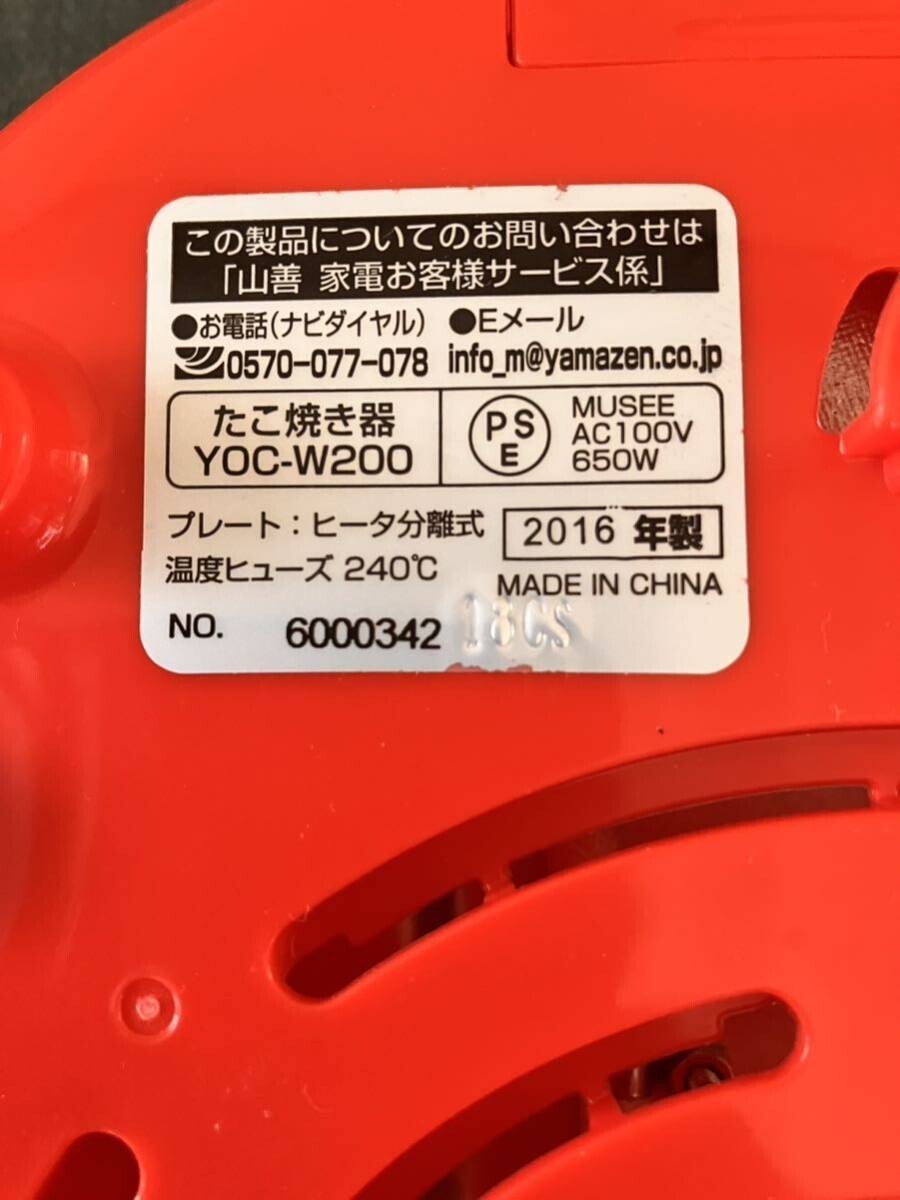 この製品についてのお問い合わせは
「山善 家電お客様サービス係」
●お電話(ナビダイヤル) ●Eメール
0570-077-078 info_m@yamazen.co.jp
たこ焼き器
YOC-W200
PS
E
MUSEE
AC100V
650W
プレート：ヒータ分離式
温度ヒューズ 240℃
2016 年製
MADE IN CHINA
NO. 6000342 18CS